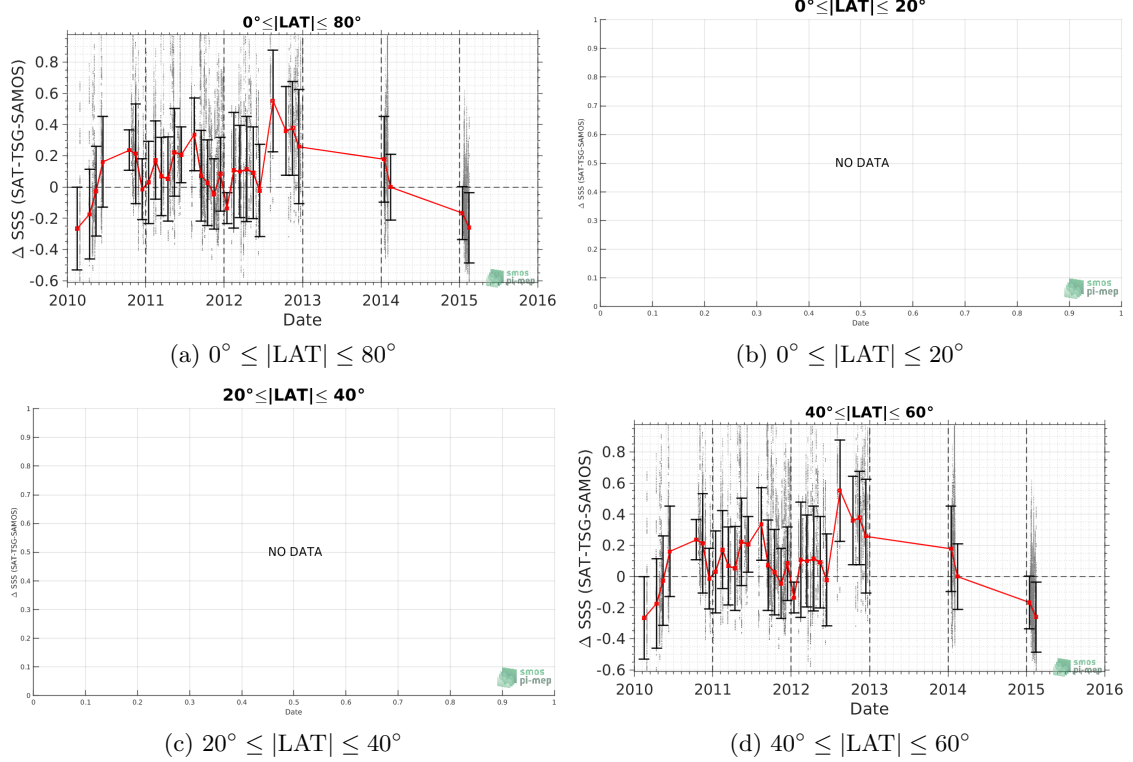 0°≤|LAT|≤ 80°
Δ SSS (SAT-TSG-SAMOS)
0.8
0.6
0.4
0.2
0
-0.2
-0.4
-0.6
2010 2011 2012 2013 2014 2015 2016
Date
smos
pi-mep
(a) 0° ≤ |LAT| ≤ 80°
0°≤|LAT|≤ 20°
Δ SSS (SAT-TSG-SAMOS)
1
0.9
0.8
0.7
0.6
0.5
0.4
0.3
0.2
0.1
0
NO DATA
0 0.1 0.2 0.3 0.4 0.5 0.6 0.7 0.8 0.9 1
Date
smos
pi-mep
(b) 0° ≤ |LAT| ≤ 20°
20°≤|LAT|≤ 40°
Δ SSS (SAT-TSG-SAMOS)
1
0.9
0.8
0.7
0.6
0.5
0.4
0.3
0.2
0.1
0
NO DATA
0 0.1 0.2 0.3 0.4 0.5 0.6 0.7 0.8 0.9 1
Date
smos
pi-mep
(c) 20° ≤ |LAT| ≤ 40°
40°≤|LAT|≤ 60°
Δ SSS (SAT-TSG-SAMOS)
0.8
0.6
0.4
0.2
0
-0.2
-0.4
-0.6
2010 2011 2012 2013 2014 2015 2016
Date
smos
pi-mep
(d) 40° ≤ |LAT| ≤ 60°